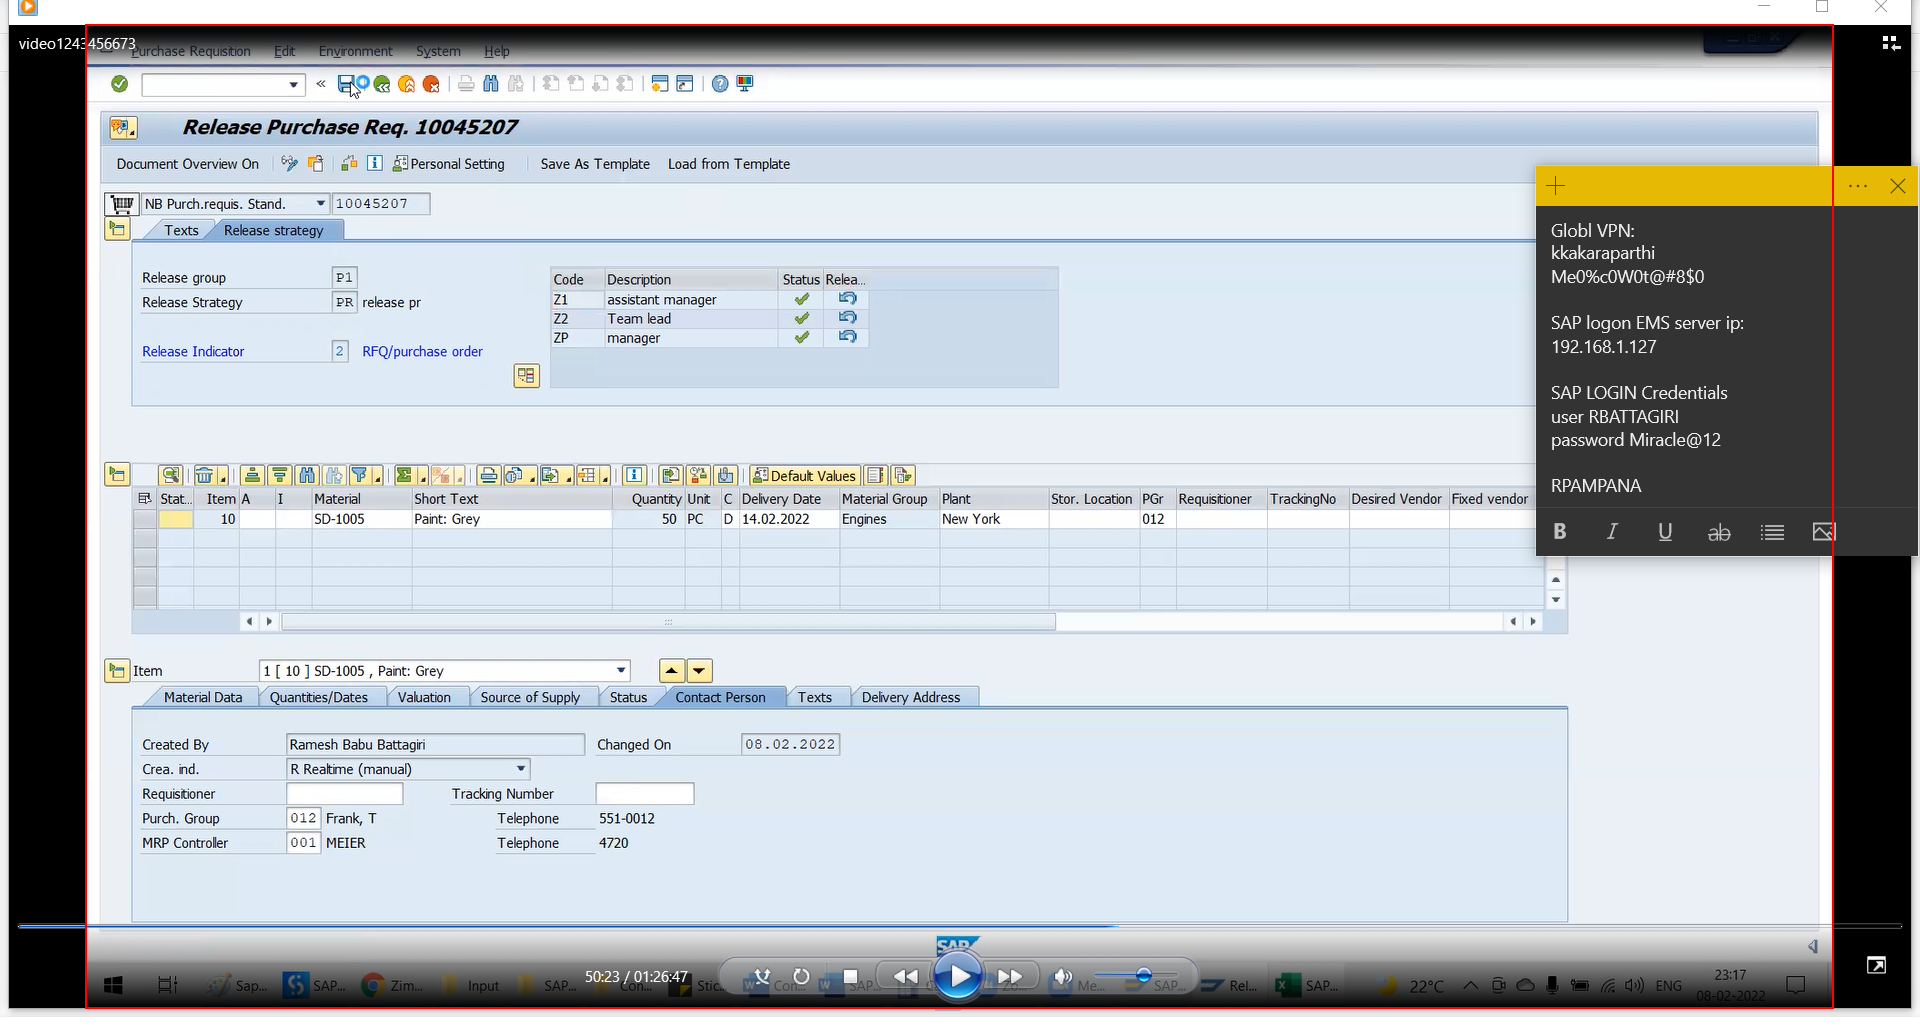 video1243456673
Purchase Requisition Edit Environment System Help
Release Purchase Req. 10045207
Document Overview On Personal Setting Save As Template Load from Template
NB Purch.requis. Stand. 10045207
Texts Release strategy
Release group P1
Release Strategy PR release pr
Release Indicator 2 RFQ/purchase order
Code Description Status Relea...
Z1 assistant manager
Z2 Team lead
ZP manager
Globl VPN:
kkakaraparthi
Me0%c0W0t@#8$0
SAP logon EMS server ip:
192.168.1.127
SAP LOGIN Credentials
user RBATTAGIRI
password Miracle@12
RPAMPANA
B I U ab
Default Values
Stat... Item A I Material Short Text Quantity Unit C Delivery Date Material Group Plant Stor. Location PGr Requisitioner TrackingNo Desired Vendor Fixed vendor
10 SD-1005 Paint: Grey 50 PC D 14.02.2022 Engines New York 012
Item 1 [ 10 ] SD-1005 , Paint: Grey
Material Data Quantities/Dates Valuation Source of Supply Status Contact Person Texts Delivery Address
Created By Ramesh Babu Battagiri Changed On 08.02.2022
Crea. ind. R Realtime (manual)
Requisitioner Tracking Number
Purch. Group 012 Frank, T Telephone 551-0012
MRP Controller 001 MEIER Telephone 4720
SAP
50:23 / 01:26:47
Sap... SAP... Zim... Input SAP... Con... Stic... Con... SAP... Zo... Me... SAP... Rel... SAP... 22°C ENG 23:17
08-02-2022